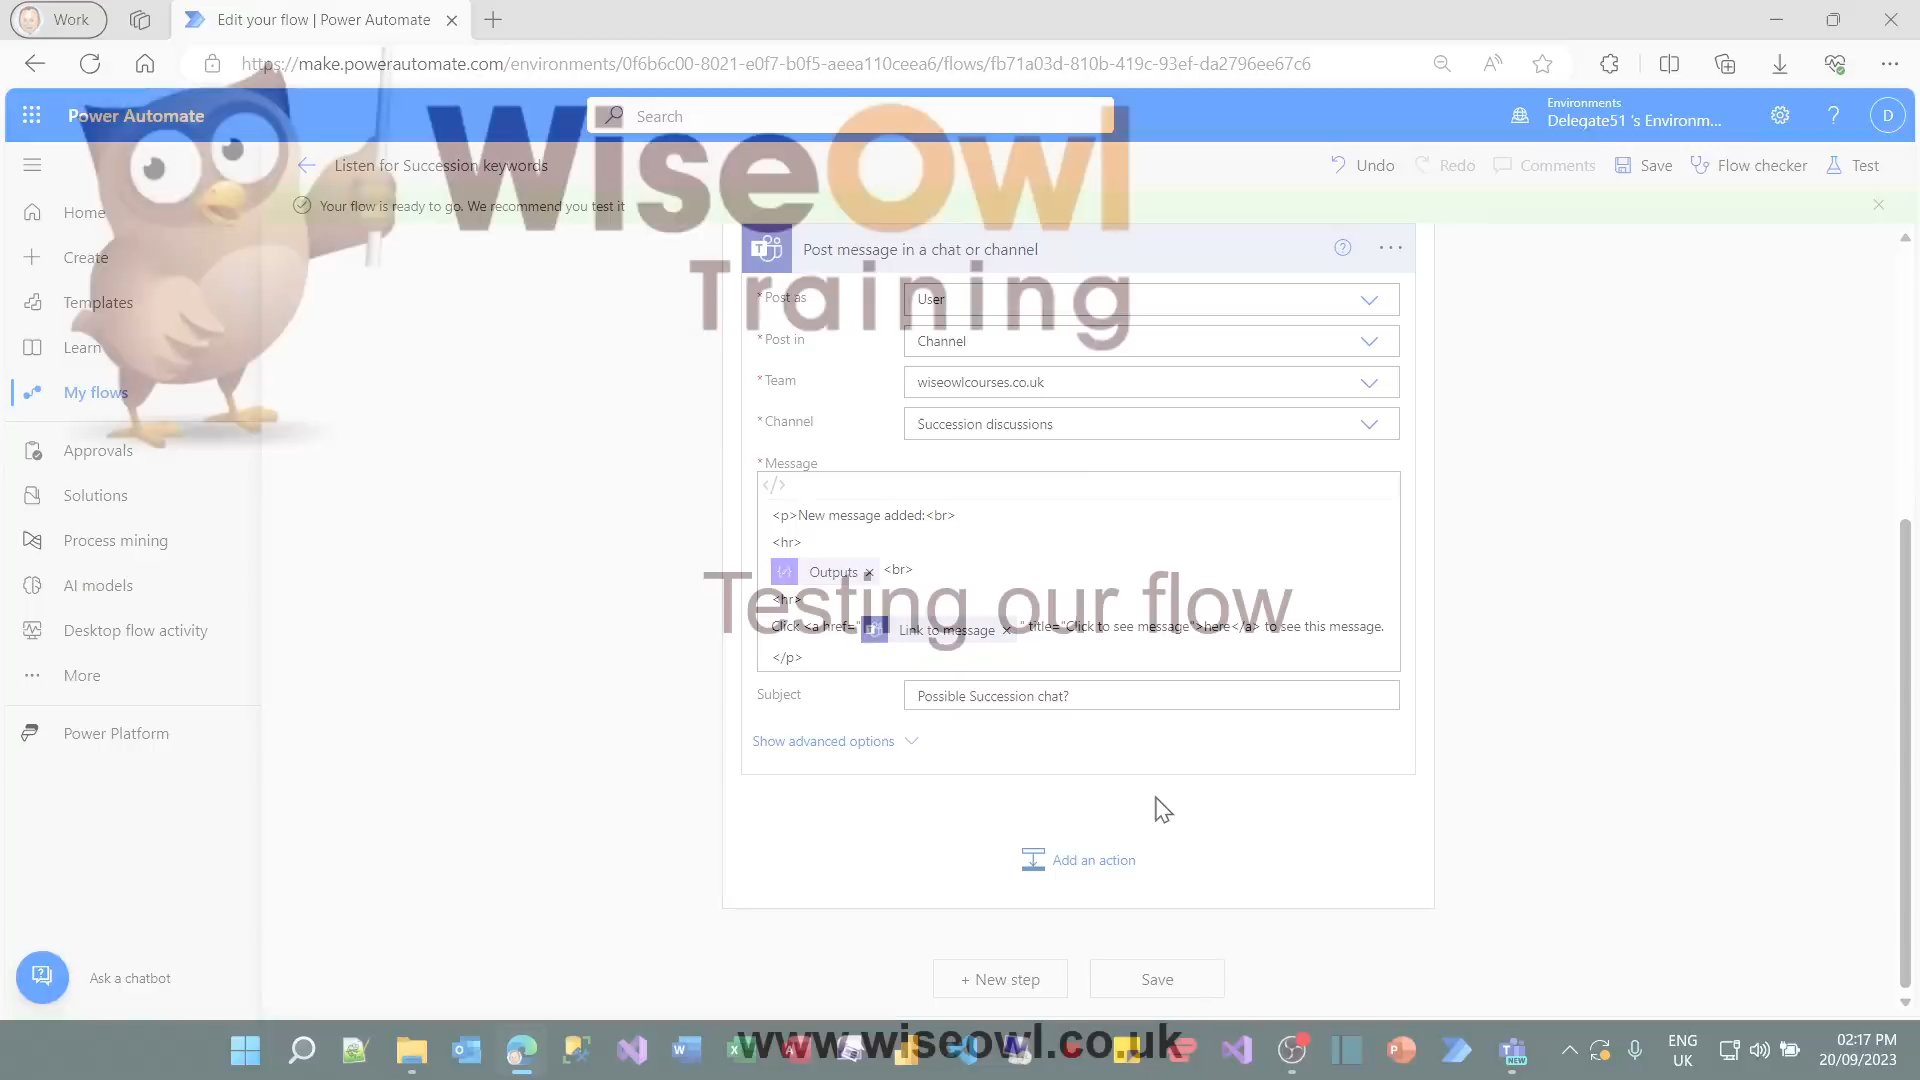 Work
Edit your flow | Power Automate
https://make.powerautomate.com/environments/0f6b6c00-8021-e0f7-b0f5-aeea110ceea6/flows/fb71a03d-810b-419c-93ef-da2796ee67c6
Power Automate
Search
Environments
Delegate51 's Environm...
D
WiseOwl
Training
Listen for Succession keywords
Undo
Redo
Comments
Save
Flow checker
Test
Your flow is ready to go. We recommend you test it
Home
Create
Templates
Learn
My flows
Approvals
Solutions
Process mining
AI models
Desktop flow activity
More
Power Platform
Ask a chatbot
Post message in a chat or channel
* Post as
User
* Post in
Channel
* Team
wiseowlcourses.co.uk
* Channel
Succession discussions
* Message
</>
<p>New message added:<br>
<hr>
Outputs × <br>
<hr>
Click <a href=" Link to message × " title="Click to see message">here</a> to see this message.
</p>
Testing our flow
Subject
Possible Succession chat?
Show advanced options
Add an action
+ New step
Save
www.wiseowl.co.uk
NEW
ENG
UK
02:17 PM
20/09/2023